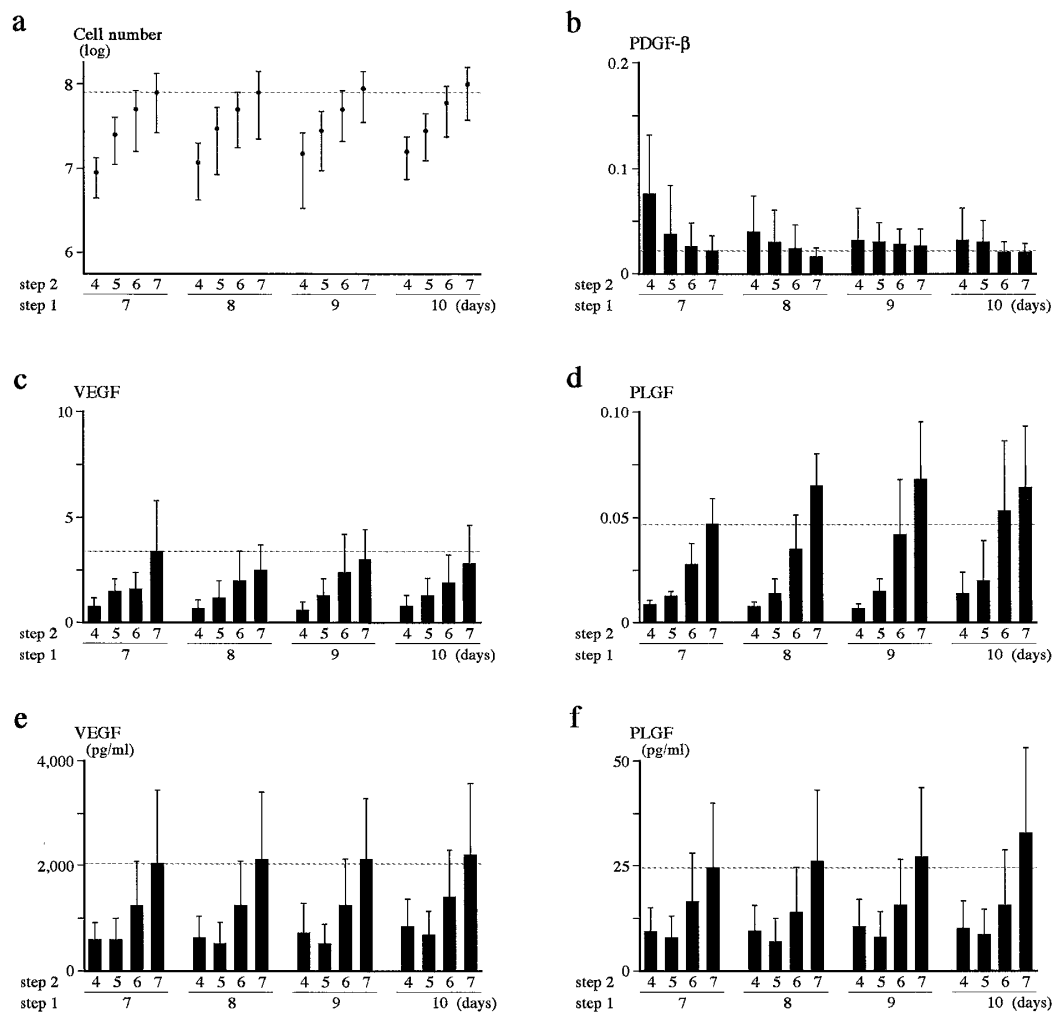 a
Cell number
(log)
8
7
6
step 2 4 5 6 7 4 5 6 7 4 5 6 7 4 5 6 7
step 1 7 8 9 10 (days)
b
PDGF-β
0.2
0.1
0
step 2 4 5 6 7 4 5 6 7 4 5 6 7 4 5 6 7
step 1 7 8 9 10 (days)
c
VEGF
10
5
0
step 2 4 5 6 7 4 5 6 7 4 5 6 7 4 5 6 7
step 1 7 8 9 10 (days)
d
PLGF
0.10
0.05
0
step 2 4 5 6 7 4 5 6 7 4 5 6 7 4 5 6 7
step 1 7 8 9 10 (days)
e
VEGF
(pg/ml)
4,000
2,000
0
step 2 4 5 6 7 4 5 6 7 4 5 6 7 4 5 6 7
step 1 7 8 9 10 (days)
f
PLGF
(pg/ml)
50
25
0
step 2 4 5 6 7 4 5 6 7 4 5 6 7 4 5 6 7
step 1 7 8 9 10 (days)